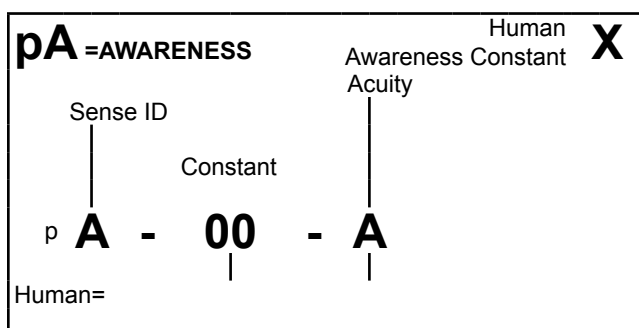 pA =AWARENESS
Human
Awareness Constant X
Acuity
Sense ID
Constant
p A - 00 - A
Human=